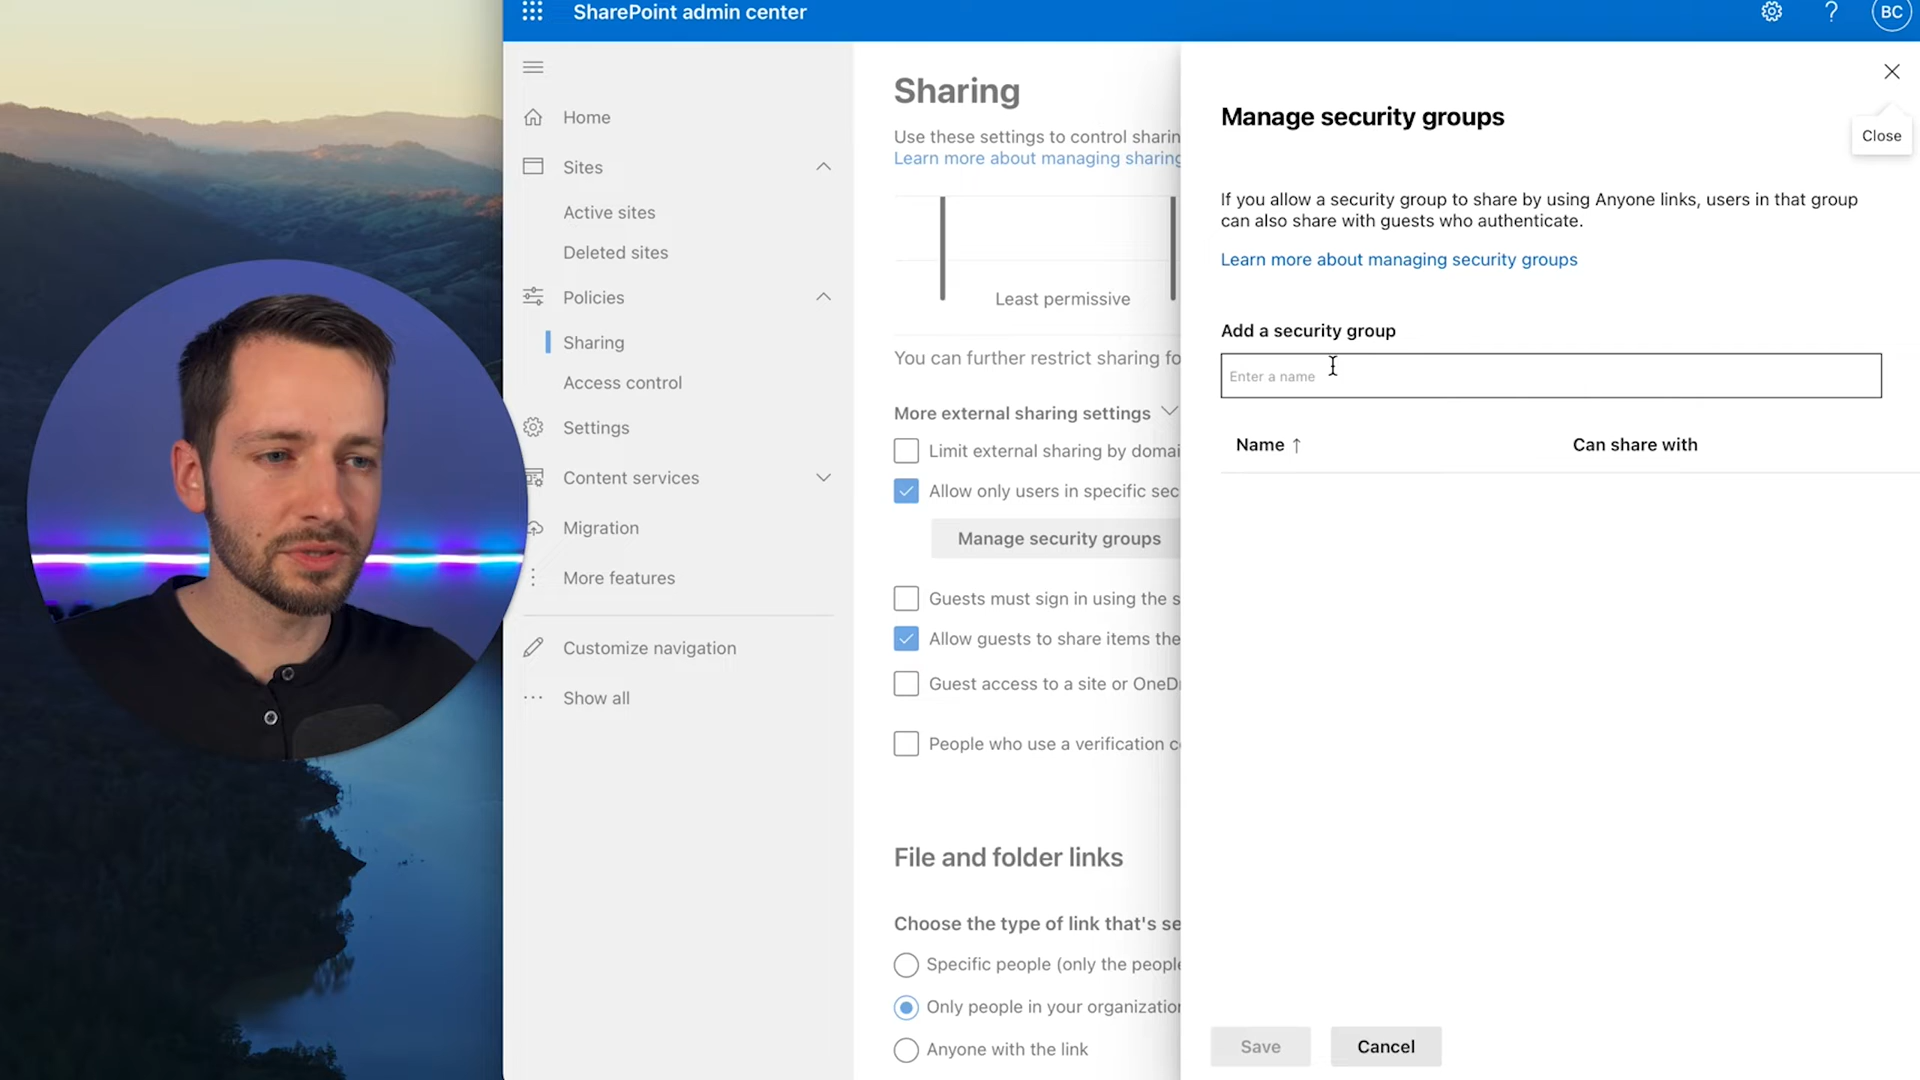 SharePoint admin center
BC
Home
Sites
Active sites
Deleted sites
Policies
Sharing
Access control
Settings
Content services
Migration
More features
Customize navigation
Show all
Sharing
Use these settings to control sharin
Learn more about managing sharing
Least permissive
You can further restrict sharing fo
More external sharing settings
Limit external sharing by domai
Allow only users in specific sec
Manage security groups
Guests must sign in using the s
Allow guests to share items the
Guest access to a site or OneDr
People who use a verification c
File and folder links
Choose the type of link that's se
Specific people (only the people
Only people in your organization
Anyone with the link
Close
Manage security groups
If you allow a security group to share by using Anyone links, users in that group
can also share with guests who authenticate.
Learn more about managing security groups
Add a security group
Enter a name
Name ↑
Can share with
Save
Cancel